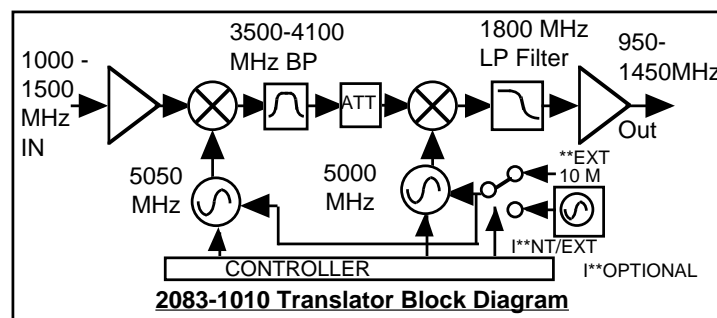 1000 -
1500
MHz
IN
3500-4100
MHz BP
ATT
1800 MHz
LP Filter
950-
1450MHz
Out
5050
MHz
5000
MHz
**EXT
10 M
I**NT/EXT
CONTROLLER
I**OPTIONAL
2083-1010 Translator Block Diagram